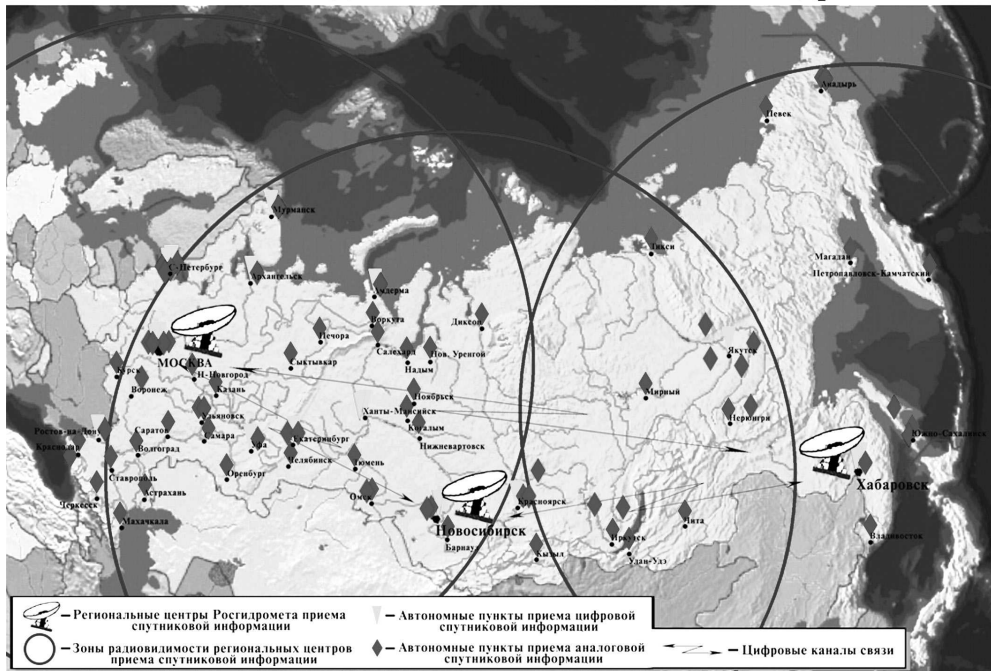 Анадырь
Певек
Мурманск
Тикси
С-Петербург
Архангельск
Амдерма
Магадан
Петропавловск-Камчатский
Воркута
Диксон
Печора
МОСКВА
Сыктывкар
Салехард
Нов. Уренгой
Надым
Якутск
Курск
Н-Новгород
Воронеж
Казань
Мирный
Ноябрьск
Ульяновск
Ханты-Мансийск
Нерюнгри
Саратов
Самара
Когалым
Ростов-на-Дону
Краснодар
Волгоград
Уфа
Екатеринбург
Нижневартовск
Южно-Сахалинск
Челябинск
Тюмень
Ставрополь
Оренбург
Хабаровск
Черкесск
Астрахань
Омск
Красноярск
Махачкала
Новосибирск
Чита
Барнаул
Иркутск
Владивосток
Кызыл
Улан-Удэ
– Региональные центры Росгидромета приема
спутниковой информации
– Автономные пункты приема цифровой
спутниковой информации
– Зоны радиовидимости региональных центров
приема спутниковой информации
– Автономные пункты приема аналоговой
спутниковой информации
– Цифровые каналы связи